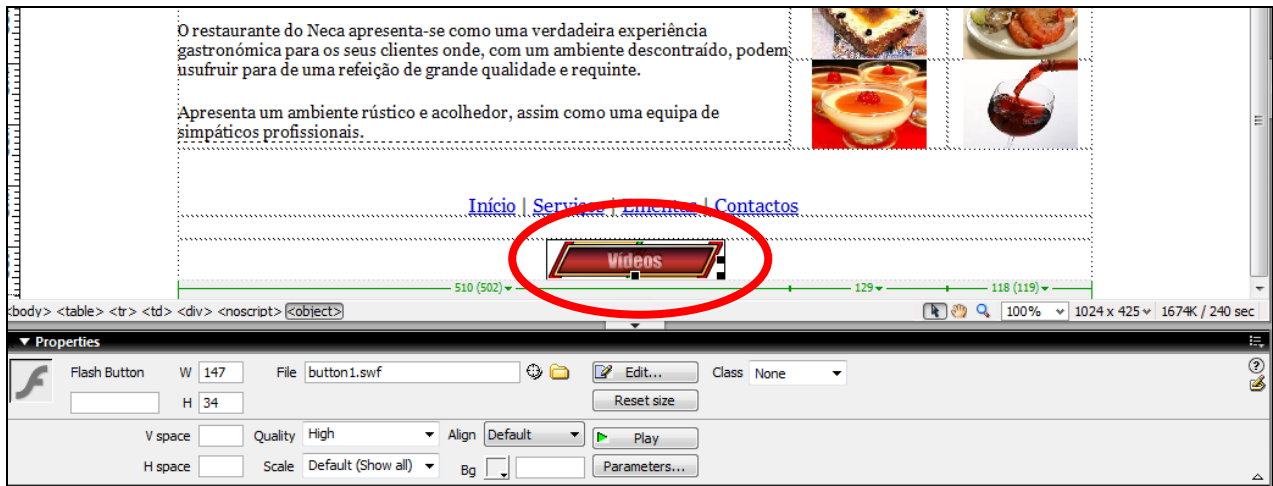 O restaurante do Neca apresenta-se como uma verdadeira experiência
gastronómica para os seus clientes onde, com um ambiente descontraído, podem
usufruir para de uma refeição de grande qualidade e requinte.
Apresenta um ambiente rústico e acolhedor, assim como uma equipa de
simpáticos profissionais.
Início | Serviços | Ementas | Contactos
Vídeos
510 (502) 129 118 (119)
<body> <table> <tr> <td> <div> <noscript> <object> 100% 1024 x 425 1674K / 240 sec
Properties
Flash Button W 147 File button1.swf Edit... Class None
H 34 Reset size
V space Quality High Align Default Play
H space Scale Default (Show all) Bg Parameters...